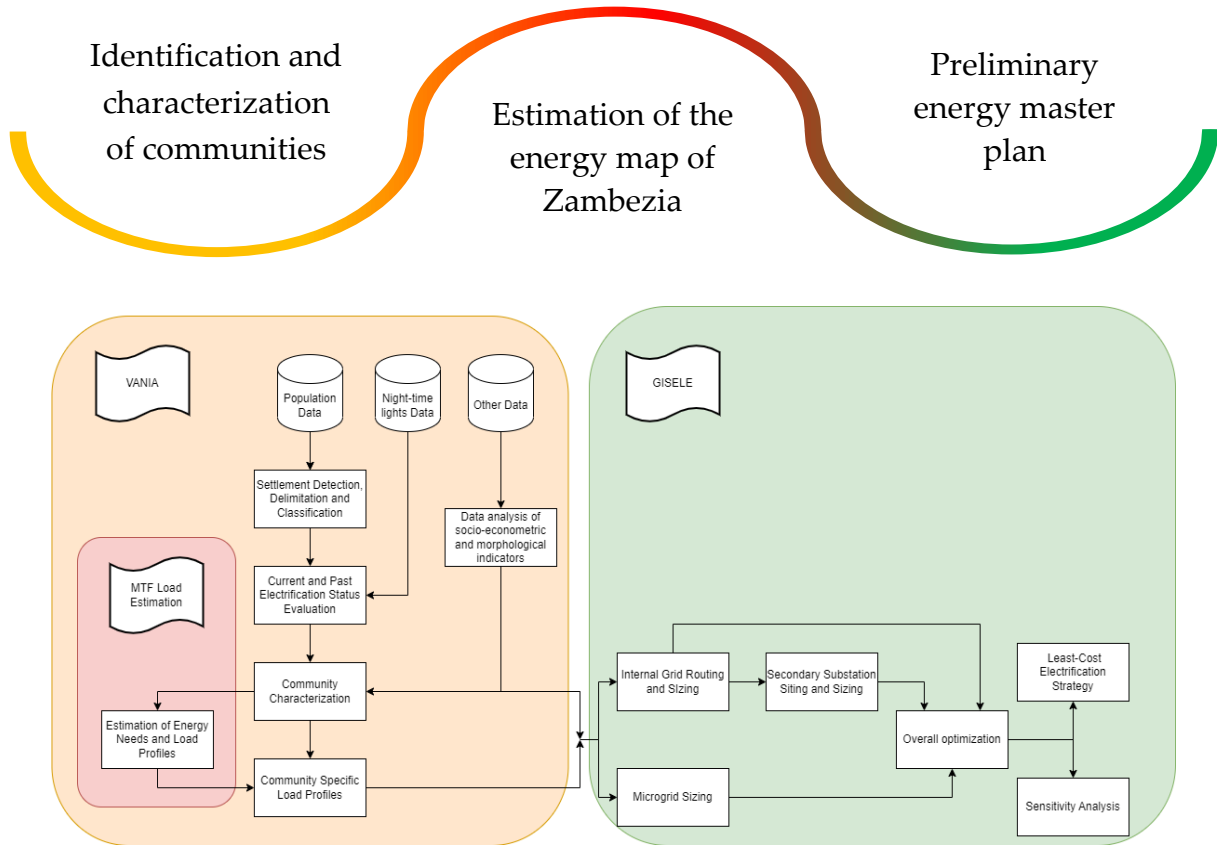 Identification and
characterization
of communities
Estimation of the
energy map of
Zambezia
Preliminary
energy master
plan
VANIA
Population
Data
Night-time
lights Data
Other Data
Settlement Detection,
Delimitation and
Classification
Data analysis of
socio-econometric
and morphological
indicators
MTF Load
Estimation
Current and Past
Electrification Status
Evaluation
Community
Characterization
Estimation of Energy
Needs and Load
Profiles
Community Specific
Load Profiles
GISELE
Internal Grid Routing
and SIzing
Secondary Substation
Siting and Sizing
Least-Cost
Electrification
Strategy
Overall optimization
Microgrid Sizing
Sensitivity Analysis